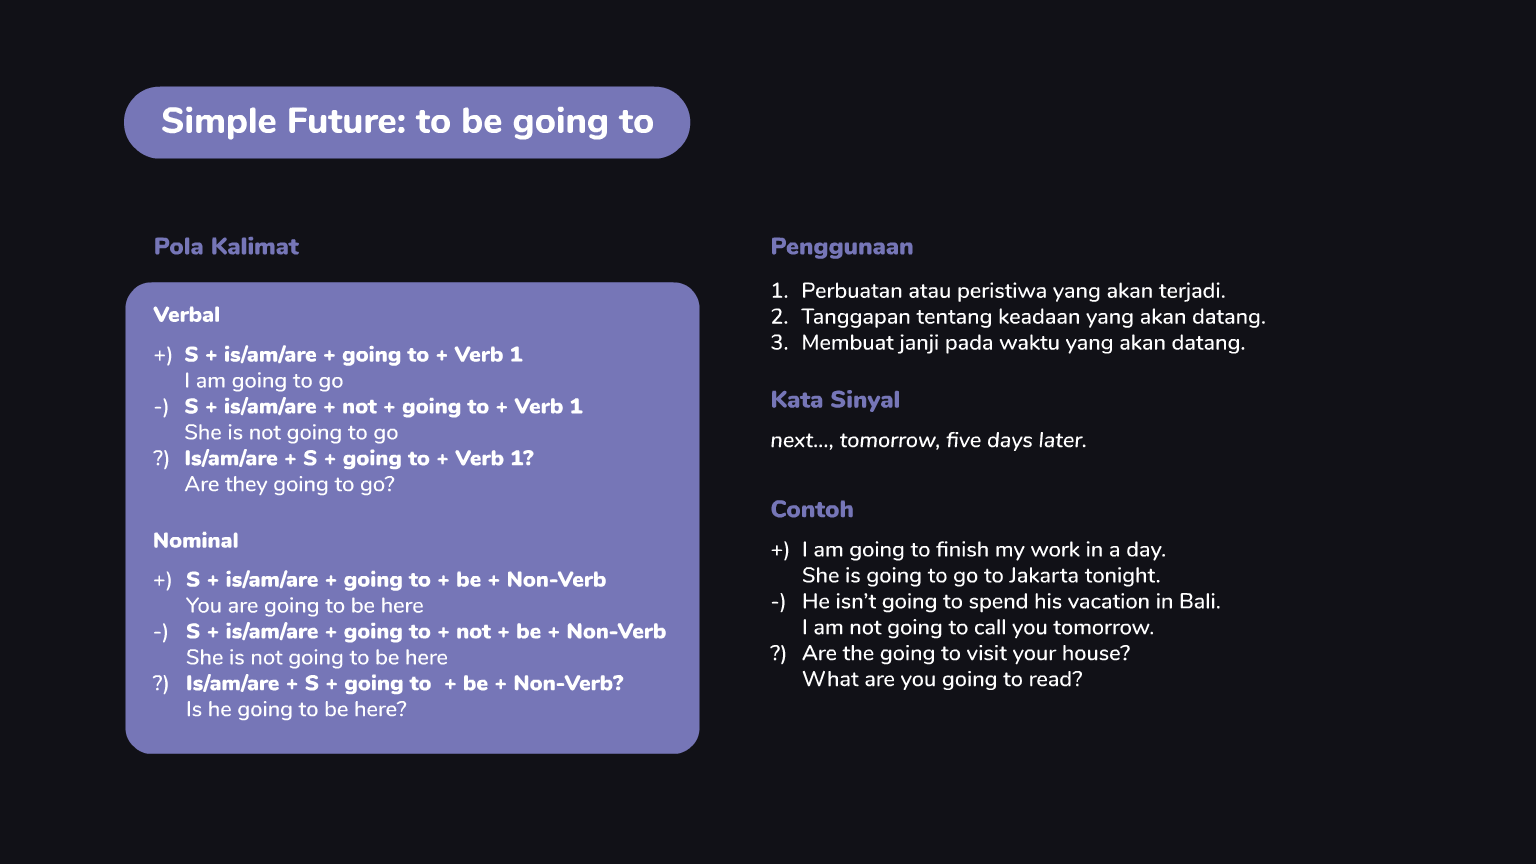 Simple Future: to be going to
Pola Kalimat
Verbal
+) S + is/am/are + going to + Verb 1
I am going to go
-) S + is/am/are + not + going to + Verb 1
She is not going to go
?) Is/am/are + S + going to + Verb 1?
Are they going to go?
Nominal
+) S + is/am/are + going to + be + Non-Verb
You are going to be here
-) S + is/am/are + going to + not + be + Non-Verb
She is not going to be here
?) Is/am/are + S + going to + be + Non-Verb?
Is he going to be here?
Penggunaan
1. Perbuatan atau peristiwa yang akan terjadi.
2. Tanggapan tentang keadaan yang akan datang.
3. Membuat janji pada waktu yang akan datang.
Kata Sinyal
next..., tomorrow, five days later.
Contoh
+) I am going to finish my work in a day.
She is going to go to Jakarta tonight.
-) He isn’t going to spend his vacation in Bali.
I am not going to call you tomorrow.
?) Are the going to visit your house?
What are you going to read?